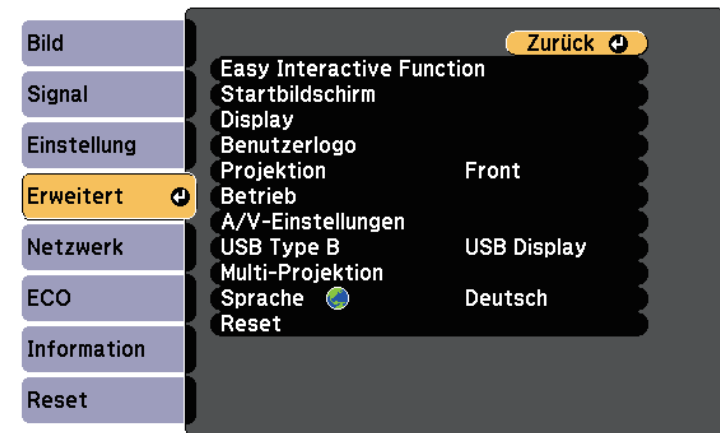 Bild
Signal
Einstellung
Erweitert
Netzwerk
ECO
Information
Reset
Zurück
Easy Interactive Function
Startbildschirm
Display
Benutzerlogo
Projektion Front
Betrieb
A/V-Einstellungen
USB Type B USB Display
Multi-Projektion
Sprache Deutsch
Reset